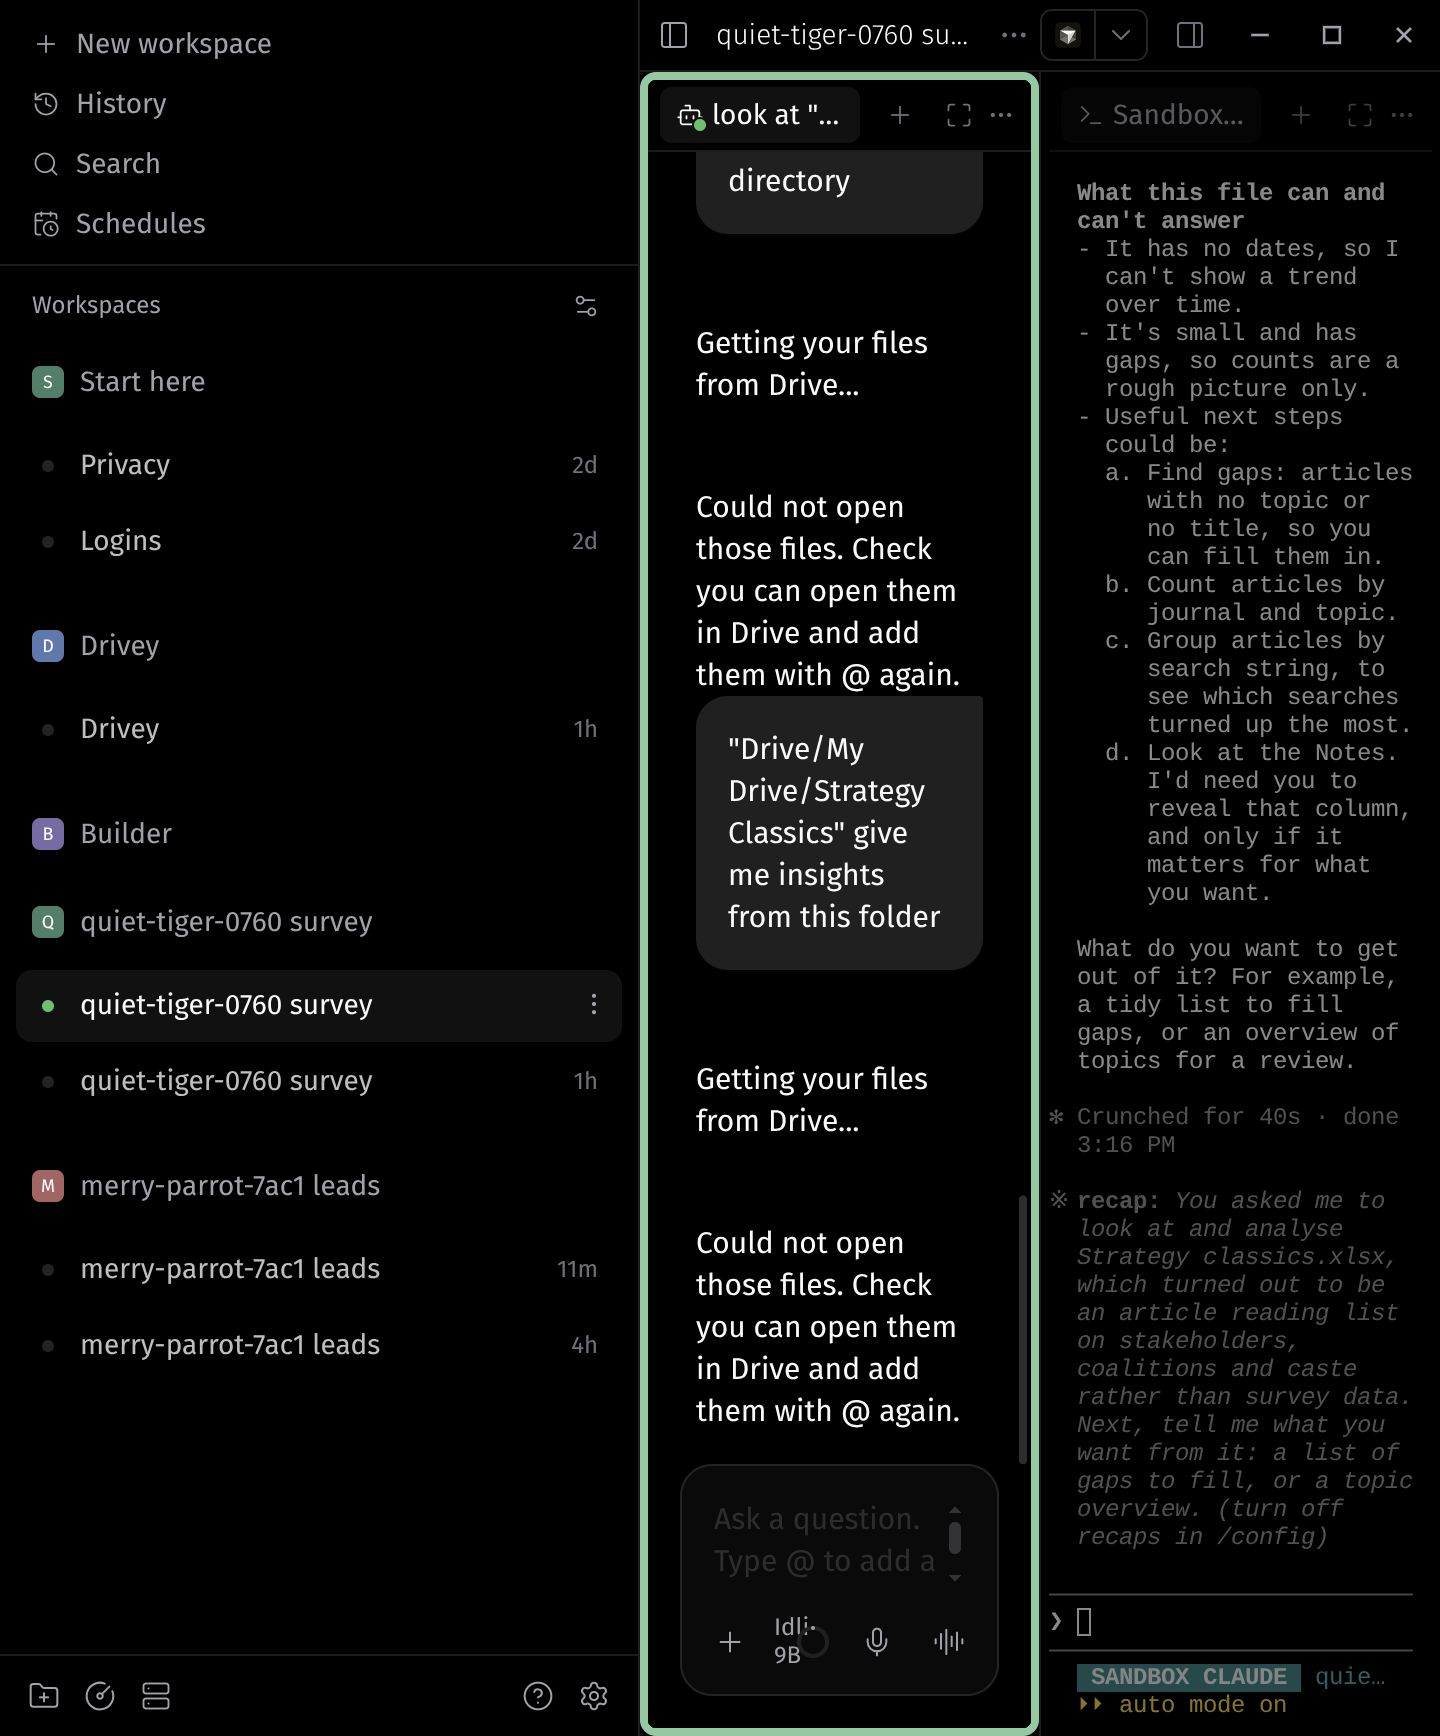 New workspace
History
Search
Schedules
Workspaces
S
Start here
Privacy
2d
Logins
2d
D
Drivey
Drivey
1h
B
Builder
Q
quiet-tiger-0760 survey
quiet-tiger-0760 survey
quiet-tiger-0760 survey
1h
M
merry-parrot-7ac1 leads
merry-parrot-7ac1 leads
11m
merry-parrot-7ac1 leads
4h
quiet-tiger-0760 su...
look at "...
directory
Getting your files
from Drive...
Could not open
those files. Check
you can open them
in Drive and add
them with @ again.
"Drive/My
Drive/Strategy
Classics" give
me insights
from this folder
Getting your files
from Drive...
Could not open
those files. Check
you can open them
in Drive and add
them with @ again.
Ask a question.
Type @ to add a
Idli·
9B
Sandbox...
What this file can and
can't answer
- It has no dates, so I
can't show a trend
over time.
- It's small and has
gaps, so counts are a
rough picture only.
- Useful next steps
could be:
a. Find gaps: articles
with no topic or
no title, so you
can fill them in.
b. Count articles by
journal and topic.
c. Group articles by
search string, to
see which searches
turned up the most.
d. Look at the Notes.
I'd need you to
reveal that column,
and only if it
matters for what
you want.
What do you want to get
out of it? For example,
a tidy list to fill
gaps, or an overview of
topics for a review.
✻ Crunched for 40s · done
3:16 PM
※ recap: You asked me to
look at and analyse
Strategy classics.xlsx,
which turned out to be
an article reading list
on stakeholders,
coalitions and caste
rather than survey data.
Next, tell me what you
want from it: a list of
gaps to fill, or a topic
overview. (turn off
recaps in /config)
❯
SANDBOX CLAUDE quie…
⏵⏵ auto mode on